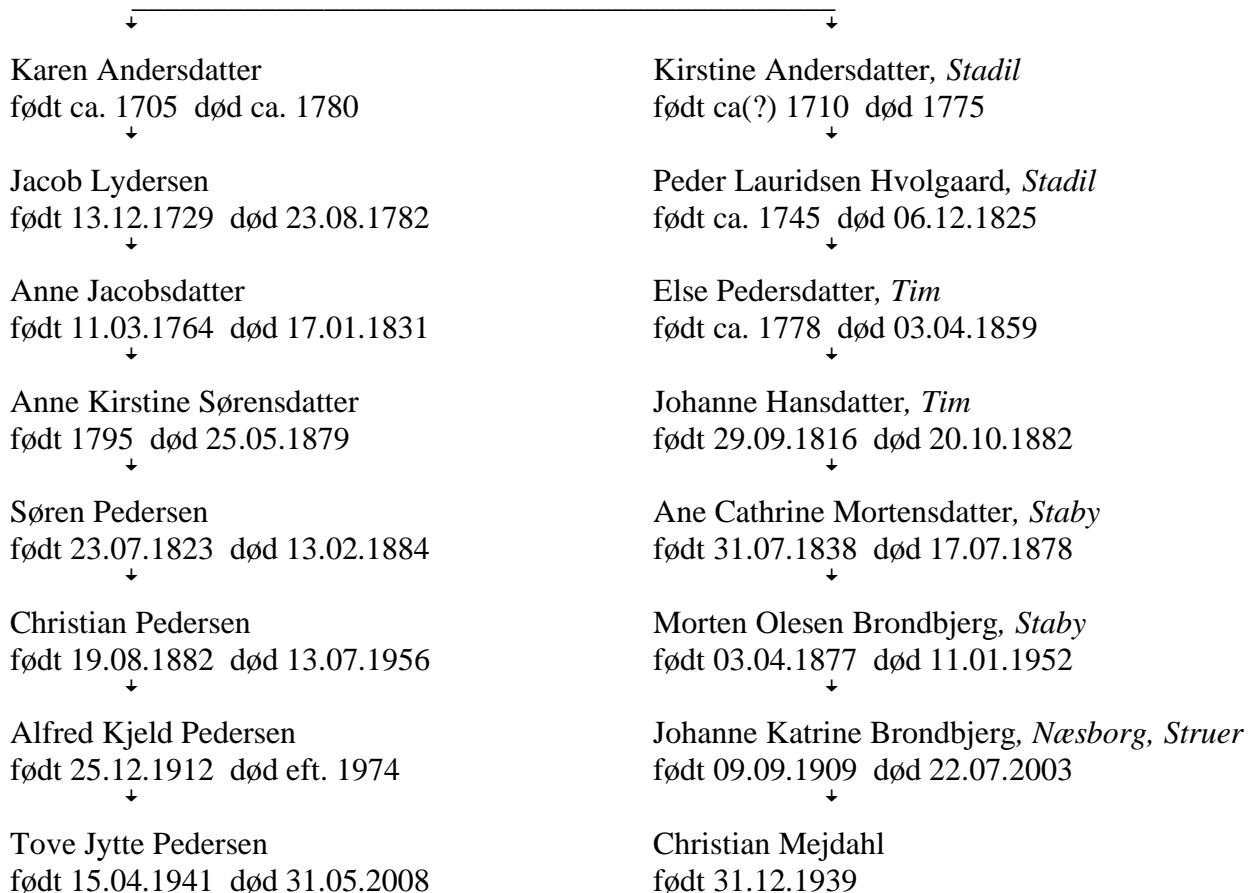 Karen Andersdatter
født ca. 1705 død ca. 1780
Kirstine Andersdatter, Stadil
født ca(?) 1710 død 1775
Jacob Lydersen
født 13.12.1729 død 23.08.1782
Peder Lauridsen Hvolgaard, Stadil
født ca. 1745 død 06.12.1825
Anne Jacobsdatter
født 11.03.1764 død 17.01.1831
Else Pedersdatter, Tim
født ca. 1778 død 03.04.1859
Anne Kirstine Sørensdatter
født 1795 død 25.05.1879
Johanne Hansdatter, Tim
født 29.09.1816 død 20.10.1882
Søren Pedersen
født 23.07.1823 død 13.02.1884
Ane Cathrine Mortensdatter, Staby
født 31.07.1838 død 17.07.1878
Christian Pedersen
født 19.08.1882 død 13.07.1956
Morten Olesen Brondbjerg, Staby
født 03.04.1877 død 11.01.1952
Alfred Kjeld Pedersen
født 25.12.1912 død eft. 1974
Johanne Katrine Brondbjerg, Næsborg, Struer
født 09.09.1909 død 22.07.2003
Tove Jytte Pedersen
født 15.04.1941 død 31.05.2008
Christian Mejdahl
født 31.12.1939